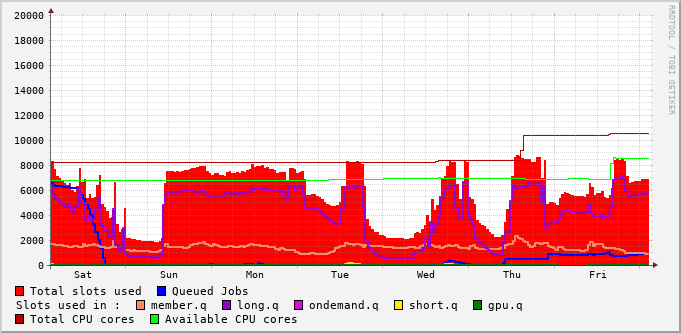 RRDTOOL / TOBI OETIKER
20000
18000
16000
14000
12000
10000
8000
6000
4000
2000
0
Sat Sun Mon Tue Wed Thu Fri
Total slots used Queued Jobs
Slots used in : member.q long.q ondemand.q short.q gpu.q
Total CPU cores Available CPU cores